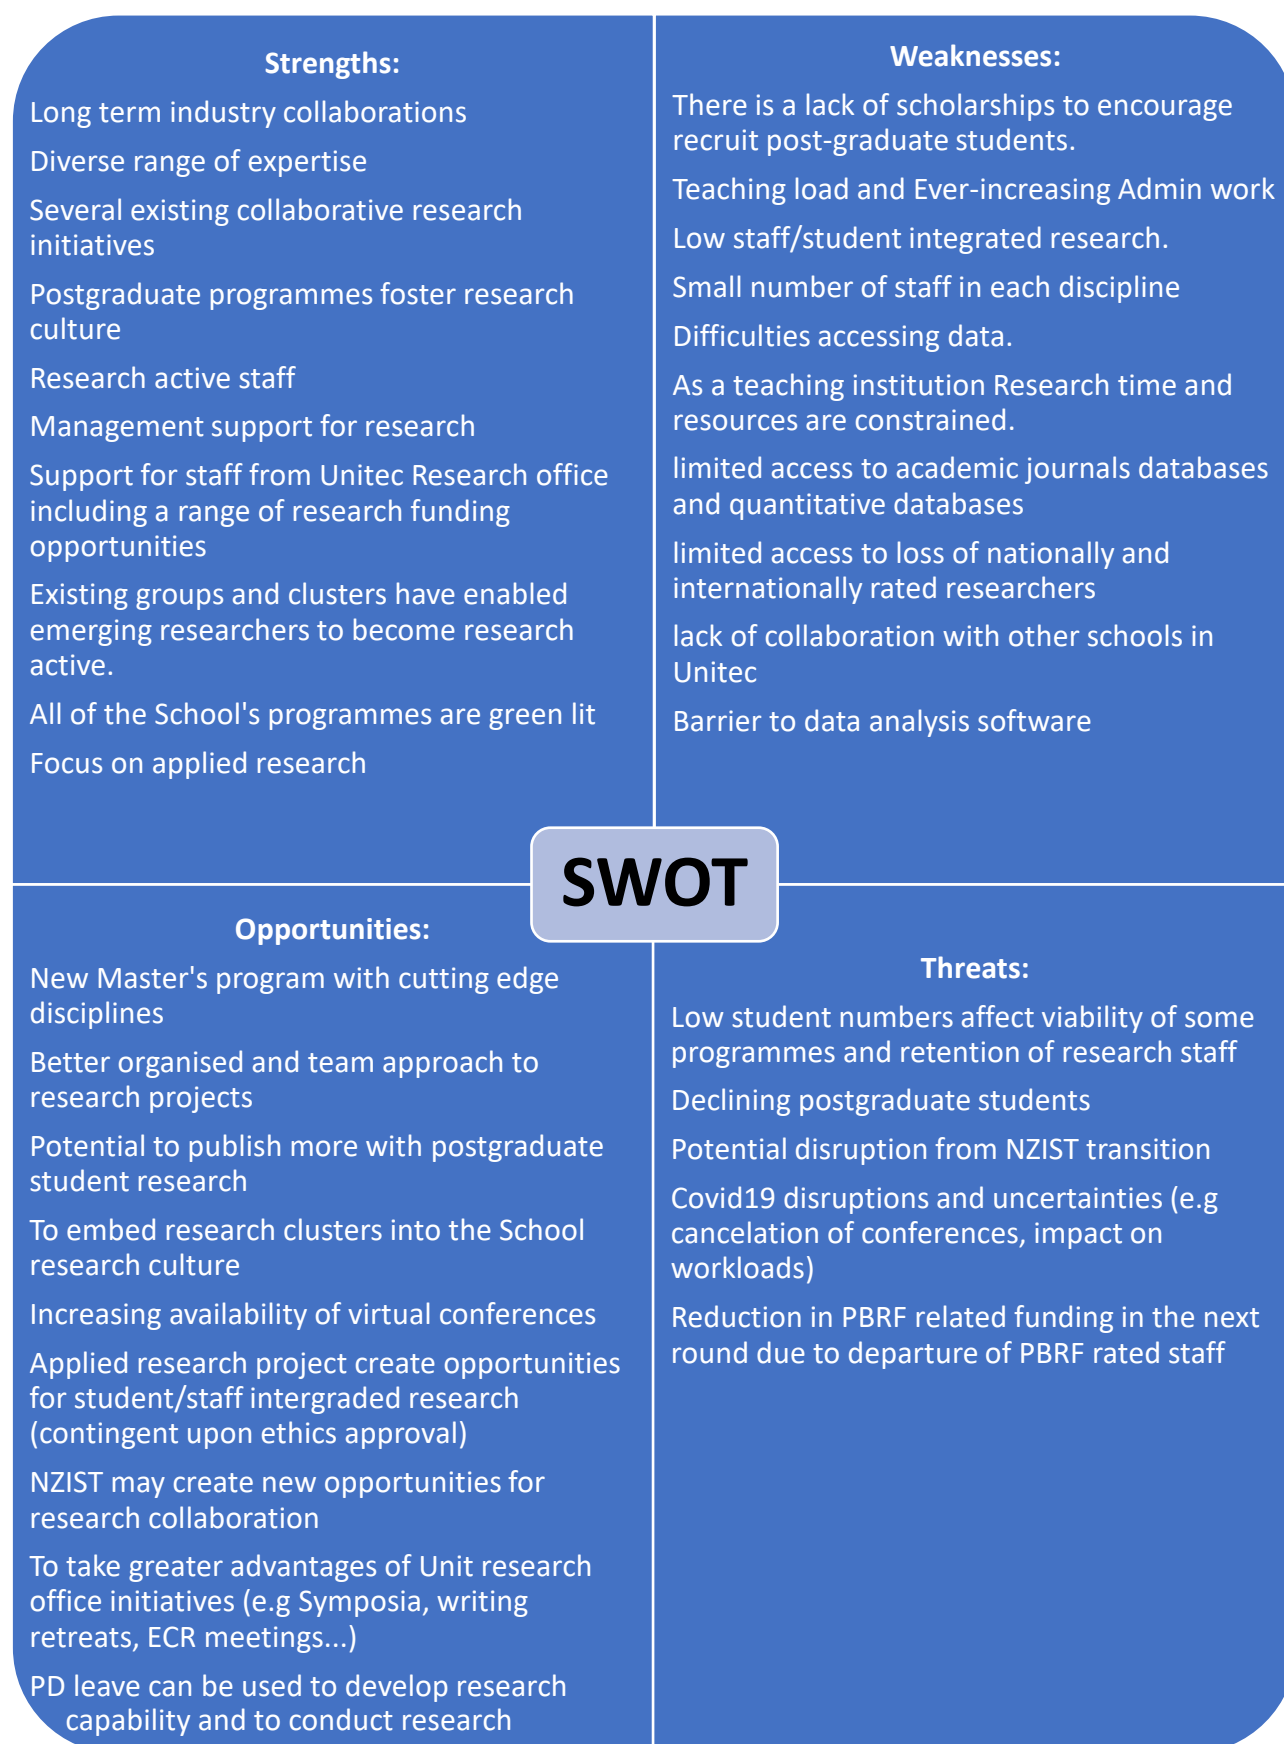 Strengths:
Long term industry collaborations
Diverse range of expertise
Several existing collaborative research
initiatives
Postgraduate programmes foster research
culture
Research active staff
Management support for research
Support for staff from Unitec Research office
including a range of research funding
opportunities
Existing groups and clusters have enabled
emerging researchers to become research
active.
All of the School's programmes are green lit
Focus on applied research
Weaknesses:
There is a lack of scholarships to encourage
recruit post-graduate students.
Teaching load and Ever-increasing Admin work
Low staff/student integrated research.
Small number of staff in each discipline
Difficulties accessing data.
As a teaching institution Research time and
resources are constrained.
limited access to academic journals databases
and quantitative databases
limited access to loss of nationally and
internationally rated researchers
lack of collaboration with other schools in
Unitec
Barrier to data analysis software
SWOT
Opportunities:
New Master's program with cutting edge
disciplines
Better organised and team approach to
research projects
Potential to publish more with postgraduate
student research
To embed research clusters into the School
research culture
Increasing availability of virtual conferences
Applied research project create opportunities
for student/staff intergraded research
(contingent upon ethics approval)
NZIST may create new opportunities for
research collaboration
To take greater advantages of Unit research
office initiatives (e.g Symposia, writing
retreats, ECR meetings...)
PD leave can be used to develop research
capability and to conduct research
Threats:
Low student numbers affect viability of some
programmes and retention of research staff
Declining postgraduate students
Potential disruption from NZIST transition
Covid19 disruptions and uncertainties (e.g
cancelation of conferences, impact on
workloads)
Reduction in PBRF related funding in the next
round due to departure of PBRF rated staff